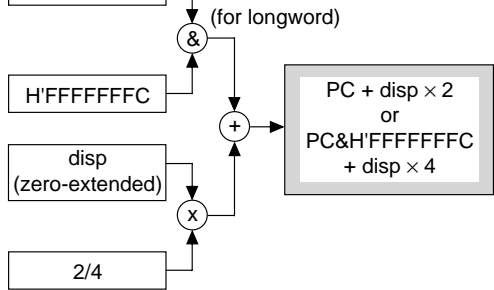 (for longword)
&
H'FFFFFFFC
+
PC + disp × 2
or
PC&H'FFFFFFFC
+ disp × 4
disp
(zero-extended)
x
2/4